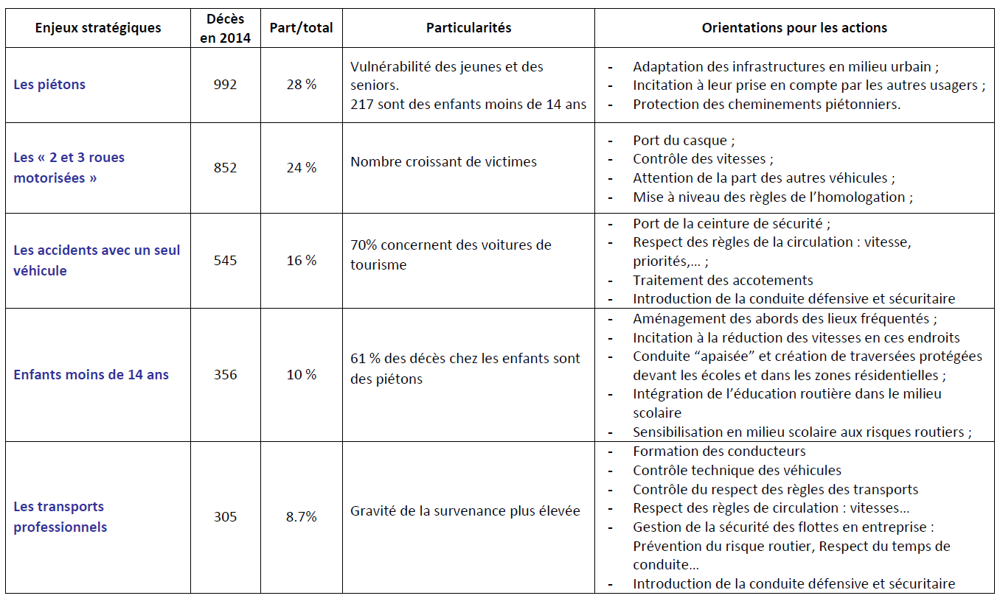 Enjeux stratégiques
Décès
en 2014
Part/total
Particularités
Orientations pour les actions
Les piétons
992
28 %
Vulnérabilité des jeunes et des
seniors.
217 sont des enfants moins de 14 ans
- Adaptation des infrastructures en milieu urbain ;
- Incitation à leur prise en compte par les autres usagers ;
- Protection des cheminements piétonniers.
Les « 2 et 3 roues
motorisées »
852
24 %
Nombre croissant de victimes
- Port du casque ;
- Contrôle des vitesses ;
- Attention de la part des autres véhicules ;
- Mise à niveau des règles de l’homologation ;
Les accidents avec un seul
véhicule
545
16 %
70% concernent des voitures de
tourisme
- Port de la ceinture de sécurité ;
- Respect des règles de la circulation : vitesse,
priorités,… ;
- Traitement des accotements
- Introduction de la conduite défensive et sécuritaire
Enfants moins de 14 ans
356
10 %
61 % des décès chez les enfants sont
des piétons
- Aménagement des abords des lieux fréquentés ;
- Incitation à la réduction des vitesses en ces endroits
- Conduite “apaisée” et création de traversées protégées
devant les écoles et dans les zones résidentielles ;
- Intégration de l’éducation routière dans le milieu
scolaire
- Sensibilisation en milieu scolaire aux risques routiers ;
Les transports
professionnels
305
8.7%
Gravité de la survenance plus élevée
- Formation des conducteurs
- Contrôle technique des véhicules
- Contrôle du respect des règles des transports
- Respect des règles de circulation : vitesses…
- Gestion de la sécurité des flottes en entreprise :
Prévention du risque routier, Respect du temps de
conduite…
- Introduction de la conduite défensive et sécuritaire